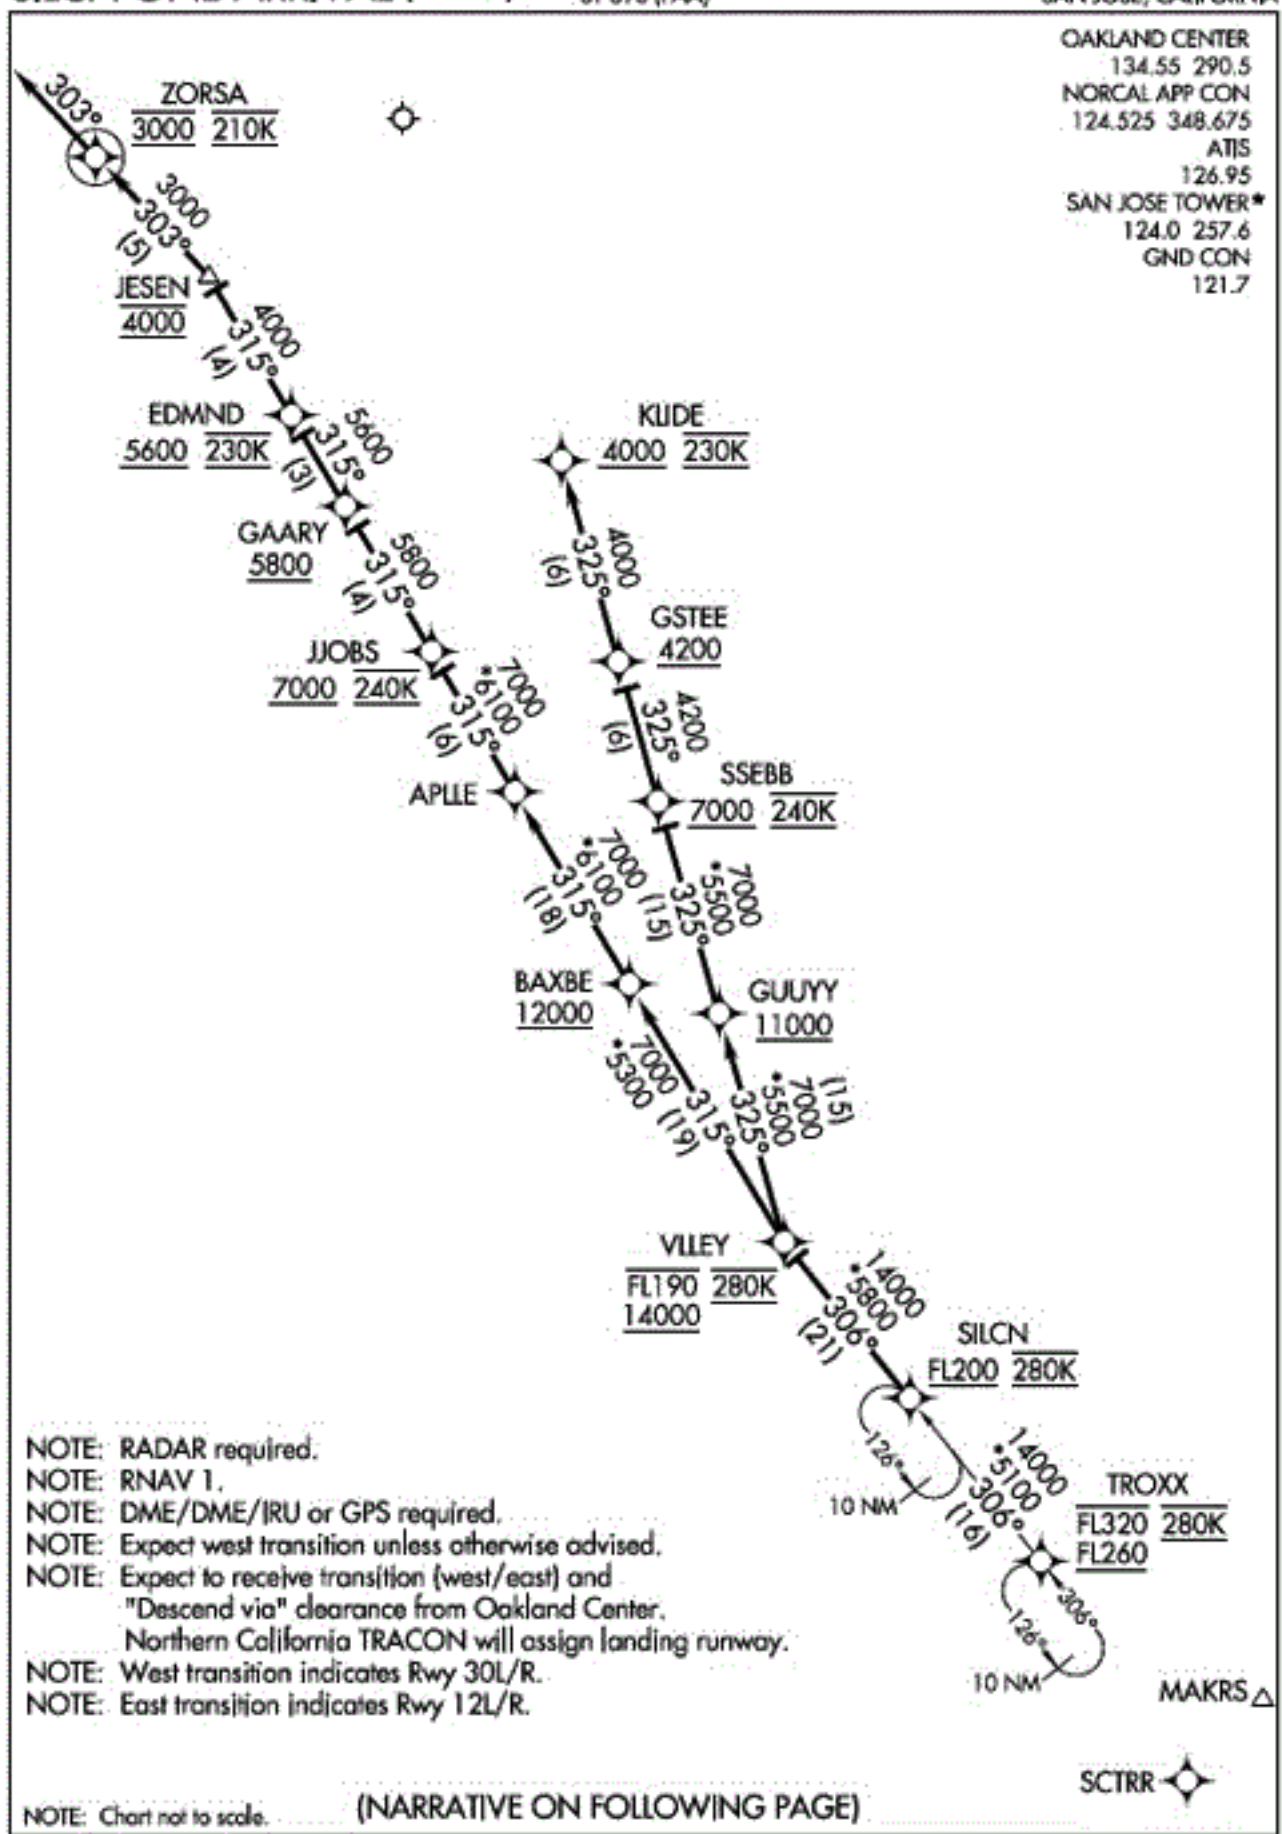 SAN JOSE, CALIFORNIA
OAKLAND CENTER
134.55 290.5
NORCAL APP CON
124.525 348.675
ATIS
126.95
SAN JOSE TOWER*
124.0 257.6
GND CON
121.7
303°
ZORSA
3000 210K
3000
303°
(5)
JESEN
4000
4000
315°
(4)
EDMND
5600 230K
5600
315°
(3)
GAARY
5800
5800
315°
(4)
JJOBS
7000 240K
7000
*6100
315°
(6)
APLLE
7000
*6100
315°
(18)
BAXBE
12000
7000
*5300
315°
(19)
KLIDE
4000 230K
4000
325°
(6)
GSTEE
4200
4200
325°
(6)
SSEBB
7000 240K
7000
*5500
325°
(15)
GUUYY
11000
(15)
7000
*5500
325°
VLLEY
FL190 280K
14000
14000
*5800
306°
(21)
SILCN
FL200 280K
126°
10 NM
14000
*5100
306°
(16)
TROXX
FL320 280K
FL260
306°
126°
10 NM
MAKRS
SCTRR
NOTE: RADAR required.
NOTE: RNAV 1.
NOTE: DME/DME/IRU or GPS required.
NOTE: Expect west transition unless otherwise advised.
NOTE: Expect to receive transition (west/east) and
"Descend via" clearance from Oakland Center.
Northern California TRACON will assign landing runway.
NOTE: West transition indicates Rwy 30L/R.
NOTE: East transition indicates Rwy 12L/R.
NOTE: Chart not to scale.
(NARRATIVE ON FOLLOWING PAGE)